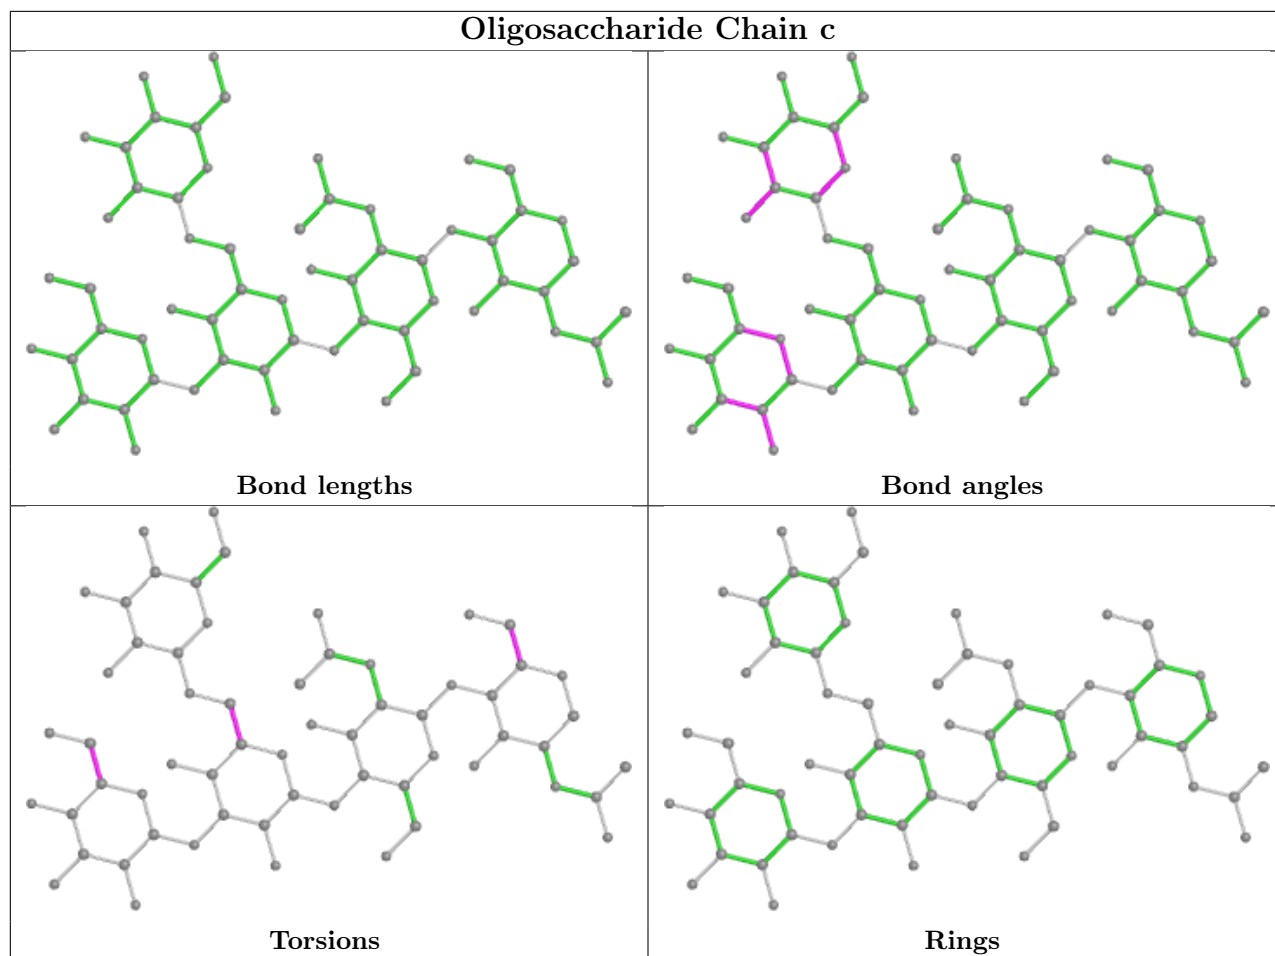 Oligosaccharide Chain c
Bond lengths
Bond angles
Torsions
Rings